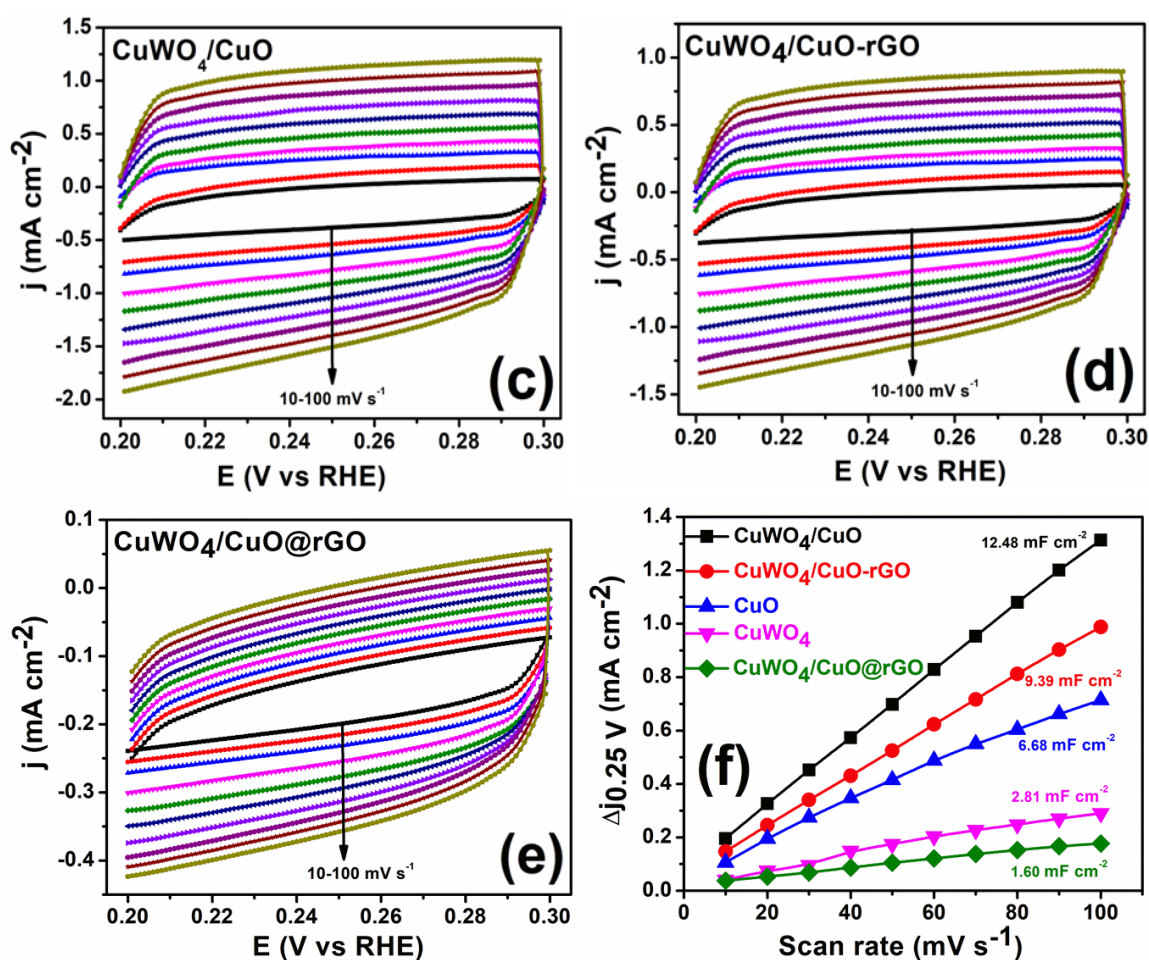 CuWO₄/CuO
1.5
1.0
0.5
0.0
-0.5
-1.0
-1.5
-2.0
j (mA cm⁻²)
10-100 mV s⁻¹
(c)
0.20 0.22 0.24 0.26 0.28 0.30
E (V vs RHE)
CuWO₄/CuO-rGO
1.0
0.5
0.0
-0.5
-1.0
-1.5
j (mA cm⁻²)
10-100 mV s⁻¹
(d)
0.20 0.22 0.24 0.26 0.28 0.30
E (V vs RHE)
CuWO₄/CuO@rGO
0.1
0.0
-0.1
-0.2
-0.3
-0.4
j (mA cm⁻²)
10-100 mV s⁻¹
(e)
0.20 0.22 0.24 0.26 0.28 0.30
E (V vs RHE)
1.4
1.2
1.0
0.8
0.6
0.4
0.2
0.0
Δj0.25 V (mA cm⁻²)
CuWO₄/CuO
CuWO₄/CuO-rGO
CuO
CuWO₄
CuWO₄/CuO@rGO
12.48 mF cm⁻²
9.39 mF cm⁻²
6.68 mF cm⁻²
2.81 mF cm⁻²
1.60 mF cm⁻²
(f)
0 20 40 60 80 100
Scan rate (mV s⁻¹)